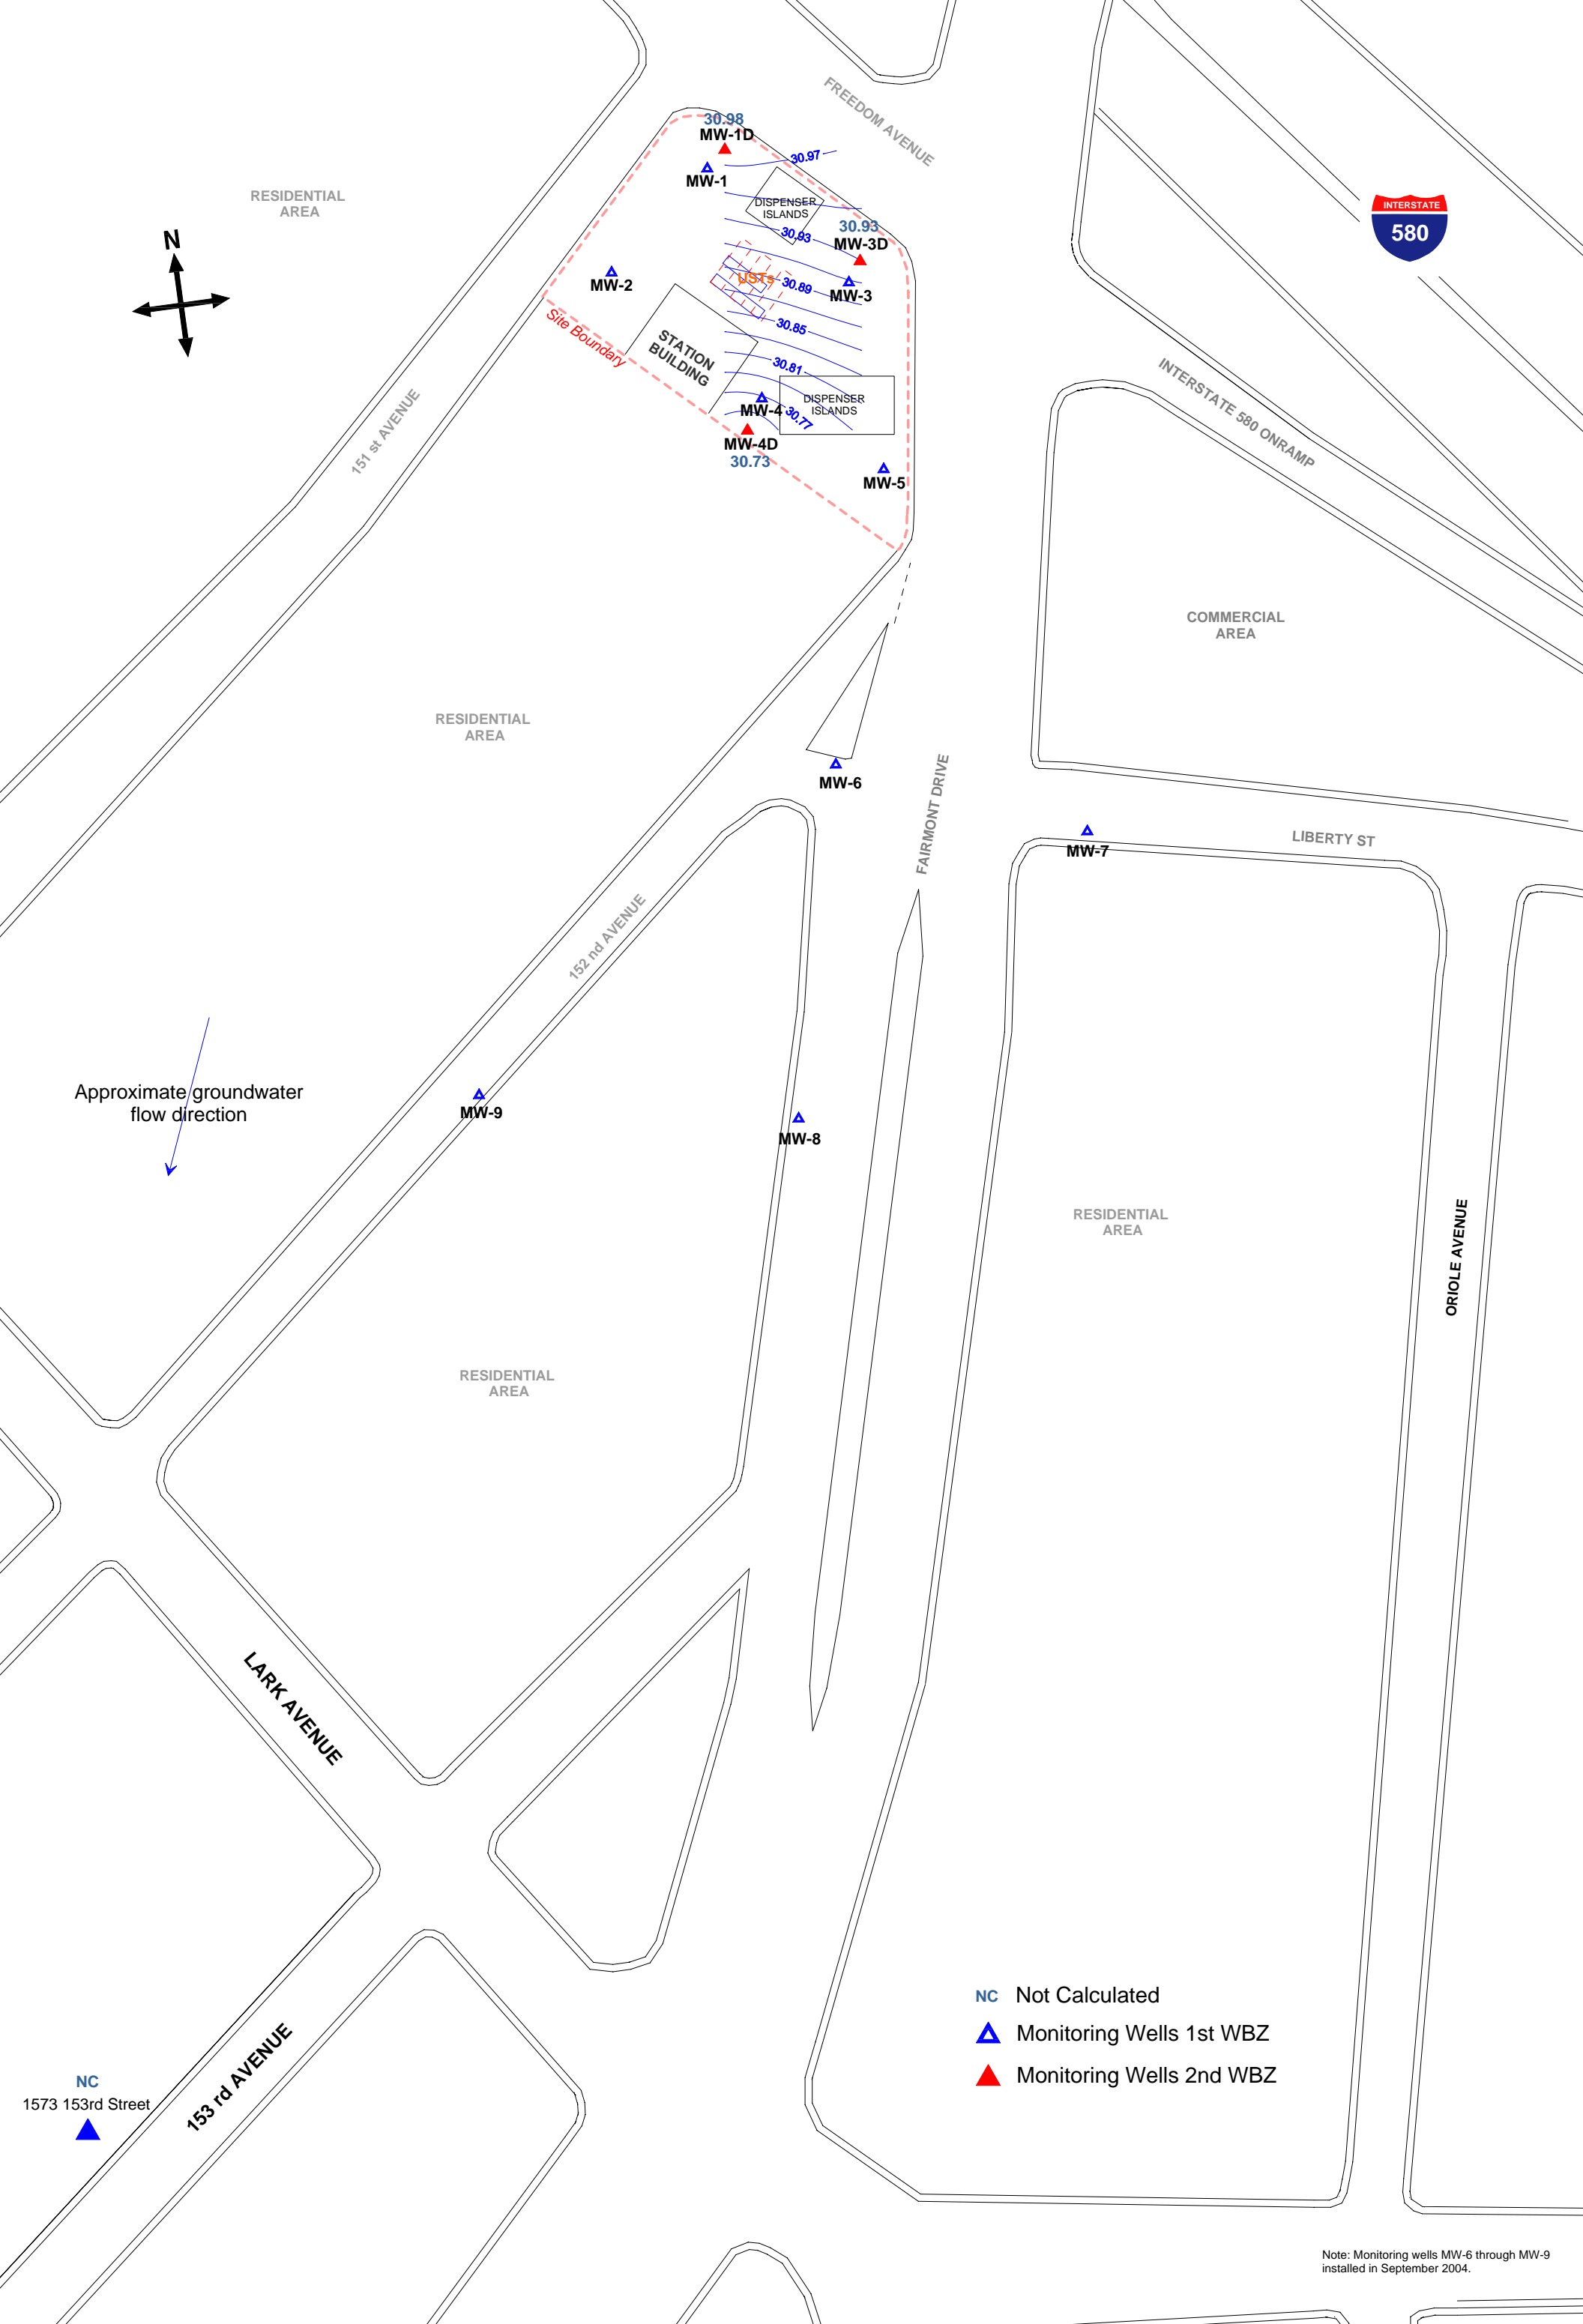 FREEDOM AVENUE
30.98
MW-1D
30.97
MW-1
RESIDENTIAL
AREA
DISPENSER
ISLANDS
INTERSTATE
580
N
30.93
30.93
MW-3D
MW-2
USTs
30.89
MW-3
Site Boundary
STATION
BUILDING
30.85
30.81
INTERSTATE 580 ONRAMP
151 st AVENUE
MW-4
30.77
DISPENSER
ISLANDS
MW-4D
30.73
MW-5
COMMERCIAL
AREA
RESIDENTIAL
AREA
MW-6
FAIRMONT DRIVE
MW-7
LIBERTY ST
152 nd AVENUE
Approximate groundwater
flow direction
MW-9
MW-8
RESIDENTIAL
AREA
ORIOLE AVENUE
RESIDENTIAL
AREA
LARK AVENUE
NC Not Calculated
Monitoring Wells 1st WBZ
Monitoring Wells 2nd WBZ
NC
1573 153rd Street
153 rd AVENUE
Note: Monitoring wells MW-6 through MW-9
installed in September 2004.